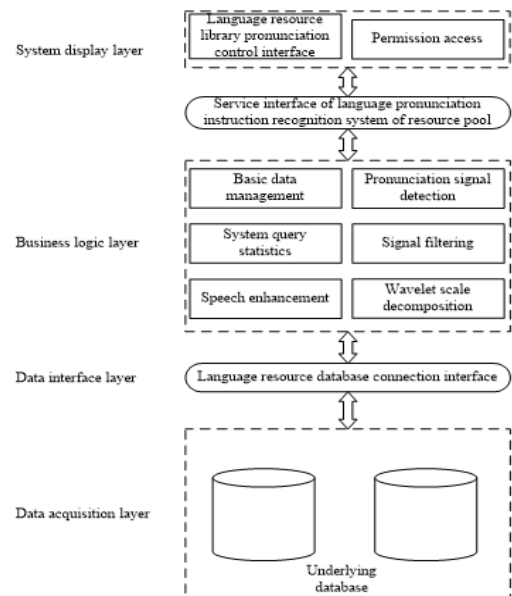 Language resource
library pronunciation
control interface
Permission access
System display layer
Service interface of language pronunciation
instruction recognition system of resource pool
Basic data
management
Pronunciation signal
detection
Business logic layer
System query
statistics
Signal filtering
Speech enhancement
Wavelet scale
decomposition
Data interface layer
Language resource database connection interface
Data acquisition layer
Underlying
database